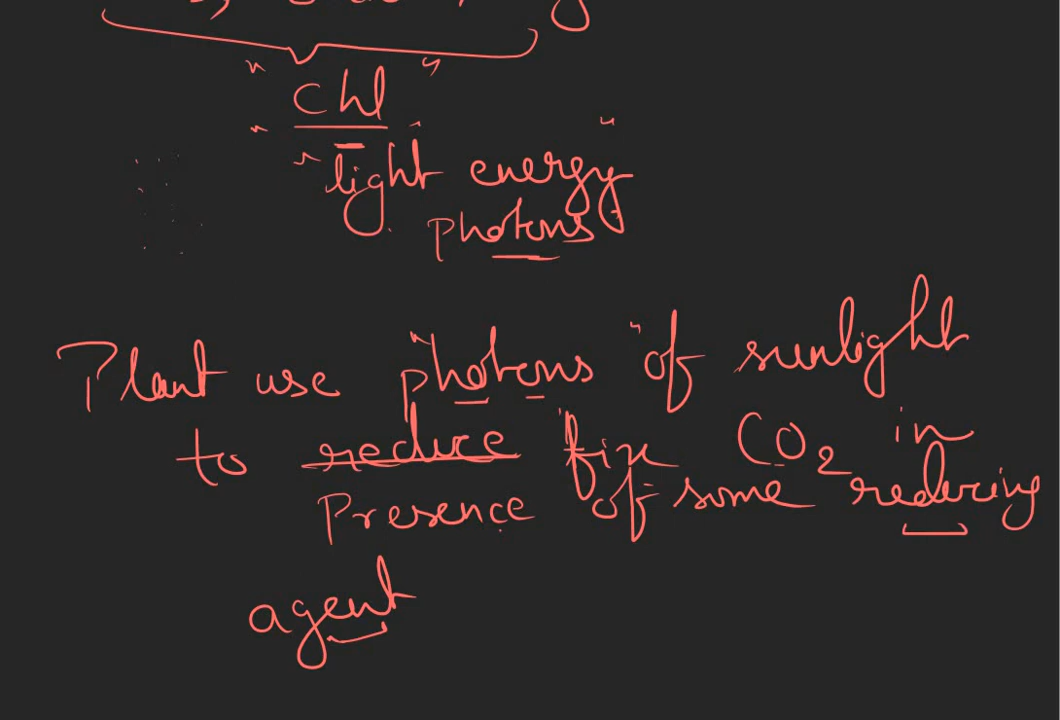 "Chl"
"light energy"
photons
Plant use "photons" of sunlight
to reduce fix CO2 in
Presence of some reducing
agent